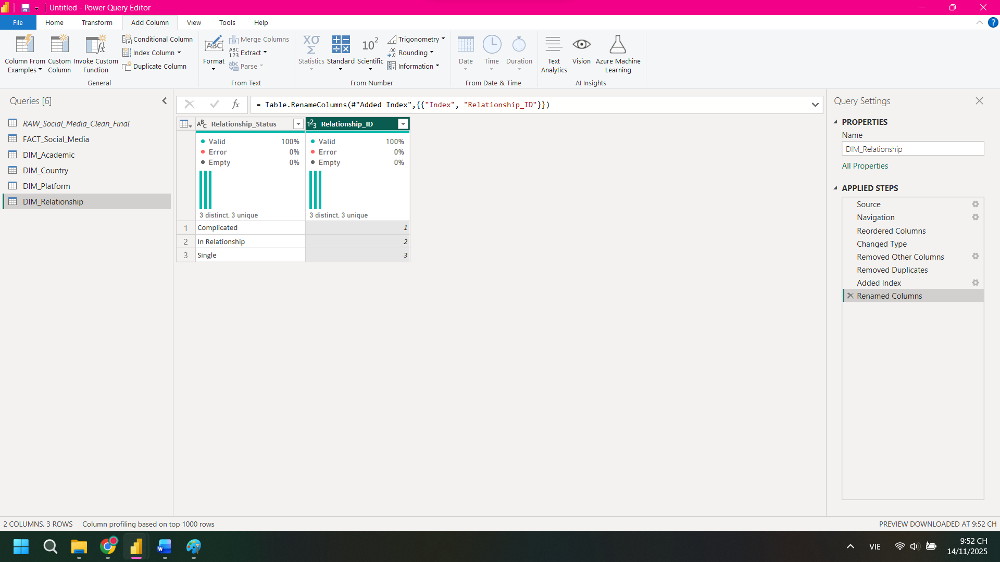 Untitled - Power Query Editor
File Home Transform Add Column View Tools Help
Column From Examples
Custom Column
Invoke Custom Function
Conditional Column
Index Column
Duplicate Column
General
Format
Merge Columns
Extract
Parse
From Text
Statistics
Standard
Scientific
Trigonometry
Rounding
Information
From Number
Date
Time
Duration
From Date & Time
Text Analytics
Vision
Azure Machine Learning
AI Insights
Queries [6]
RAW_Social_Media_Clean_Final
FACT_Social_Media
DIM_Academic
DIM_Country
DIM_Platform
DIM_Relationship
= Table.RenameColumns(#"Added Index",{{"Index", "Relationship_ID"}})
Relationship_Status Relationship_ID
Valid 100% Valid 100%
Error 0% Error 0%
Empty 0% Empty 0%
3 distinct, 3 unique 3 distinct, 3 unique
1 Complicated 1
2 In Relationship 2
3 Single 3
Query Settings
PROPERTIES
Name
DIM_Relationship
All Properties
APPLIED STEPS
Source
Navigation
Reordered Columns
Changed Type
Removed Other Columns
Removed Duplicates
Added Index
Renamed Columns
2 COLUMNS, 3 ROWS Column profiling based on top 1000 rows PREVIEW DOWNLOADED AT 9:52 CH
VIE
9:52 CH
14/11/2025